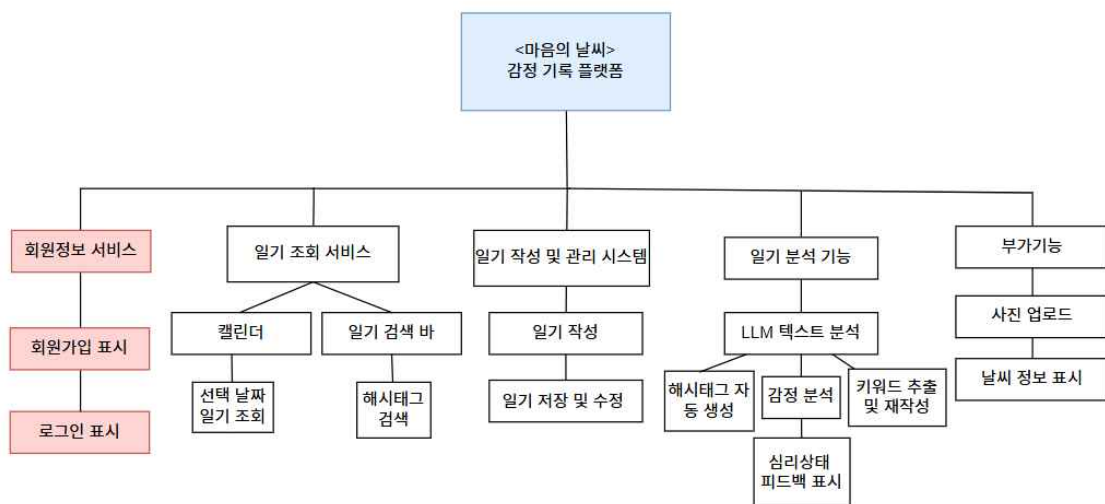 <마음의 날씨>
감정 기록 플랫폼
회원정보 서비스
회원가입 표시
로그인 표시
일기 조회 서비스
캘린더
선택 날짜
일기 조회
일기 검색 바
해시태그
검색
일기 작성 및 관리 시스템
일기 작성
일기 저장 및 수정
일기 분석 기능
LLM 텍스트 분석
해시태그 자
동 생성
감정 분석
심리상태
피드백 표시
키워드 추출
및 재작성
부가기능
사진 업로드
날씨 정보 표시